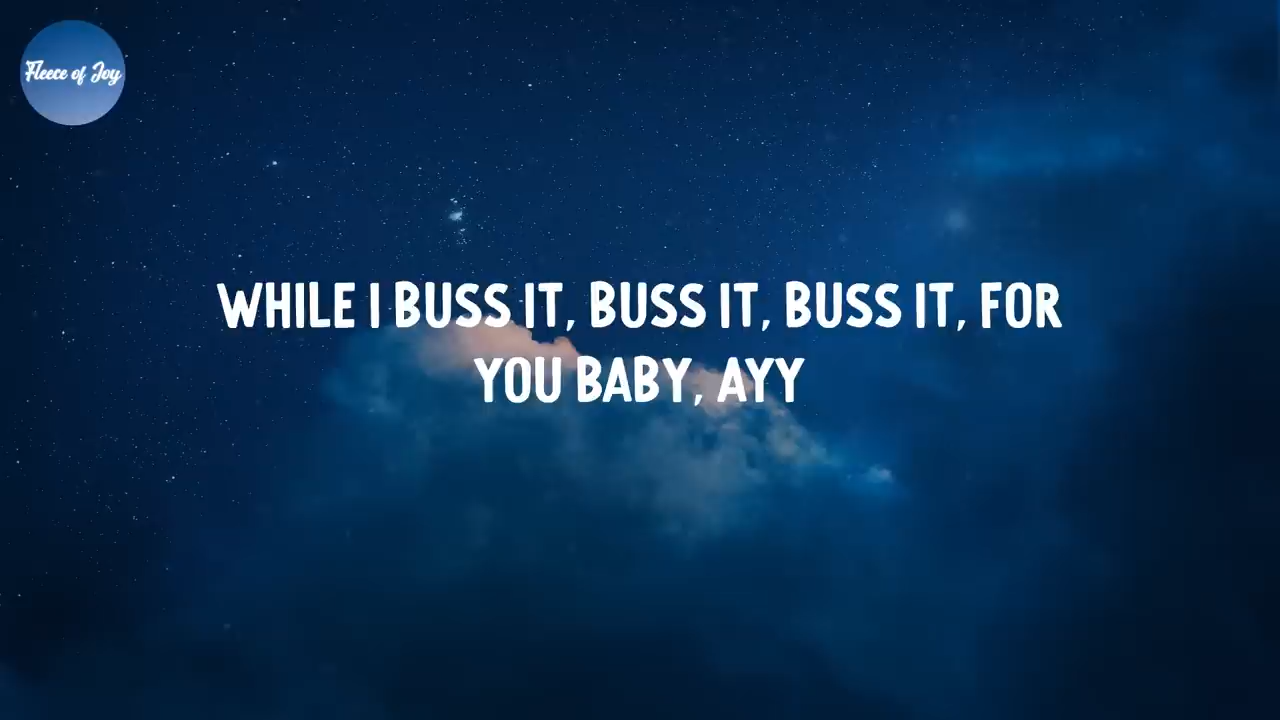 Fleece of Joy
WHILE I BUSS IT, BUSS IT, BUSS IT, FOR
YOU BABY, AYY